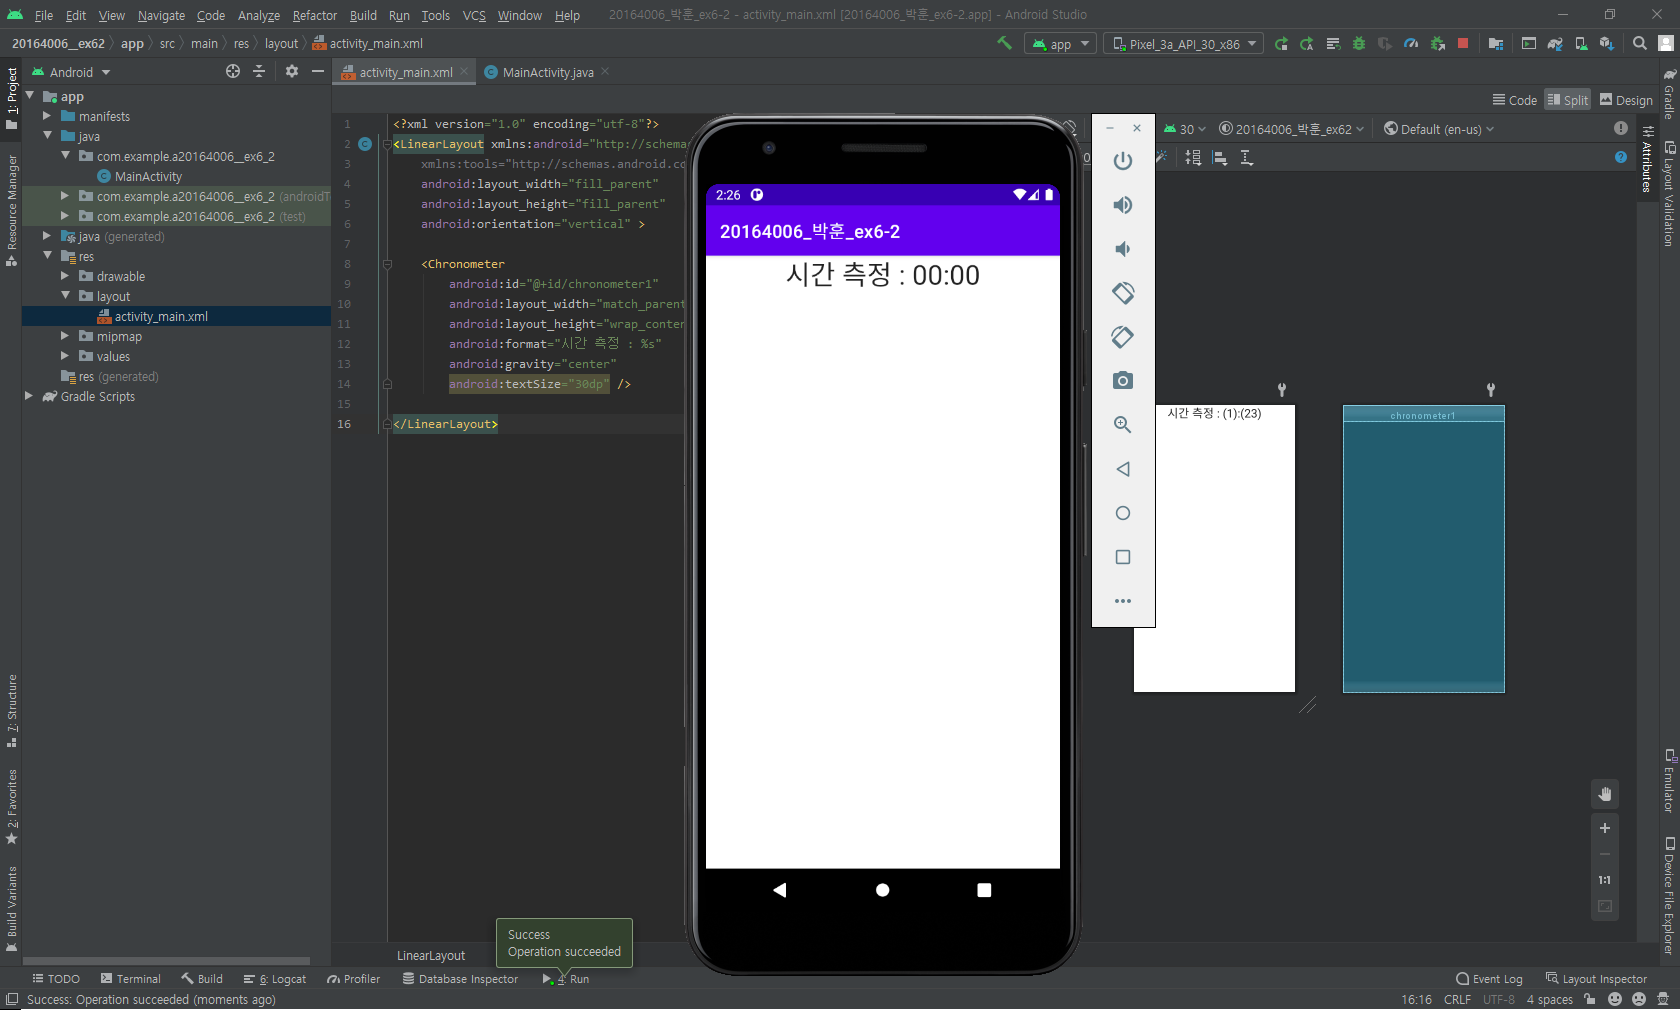 File Edit View Navigate Code Analyze Refactor Build Run Tools VCS Window Help 20164006_박훈_ex6-2 - activity_main.xml [20164006_박훈_ex6-2.app] - Android Studio
20164006__ex62 app src main res layout activity_main.xml app Pixel_3a_API_30_x86
Android
activity_main.xml MainActivity.java
Code Split Design
1: Project
Resource Manager
7: Structure
2: Favorites
Build Variants
app
manifests
java
com.example.a20164006__ex6_2
MainActivity
com.example.a20164006__ex6_2 (androidT
com.example.a20164006__ex6_2 (test)
java (generated)
res
drawable
layout
activity_main.xml
mipmap
values
res (generated)
Gradle Scripts
1 <?xml version="1.0" encoding="utf-8"?>
2 <LinearLayout xmlns:android="http://schema
3 xmlns:tools="http://schemas.android.co
4 android:layout_width="fill_parent"
5 android:layout_height="fill_parent"
6 android:orientation="vertical" >
7
8 <Chronometer
9 android:id="@+id/chronometer1"
10 android:layout_width="match_parent
11 android:layout_height="wrap_conter
12 android:format="시간 측정 : %s"
13 android:gravity="center"
14 android:textSize="30dp" />
15
16 </LinearLayout>
2:26
20164006_박훈_ex6-2
시간 측정 : 00:00
30 20164006_박훈_ex62 Default (en-us)
시간 측정 : (1):(23)
chronometer1
1:1
Gradle
Attributes
Layout Validation
Emulator
Device File Explorer
LinearLayout
Success
Operation succeeded
TODO Terminal Build 6: Logcat Profiler Database Inspector 4: Run Event Log Layout Inspector
Success: Operation succeeded (moments ago) 16:16 CRLF UTF-8 4 spaces